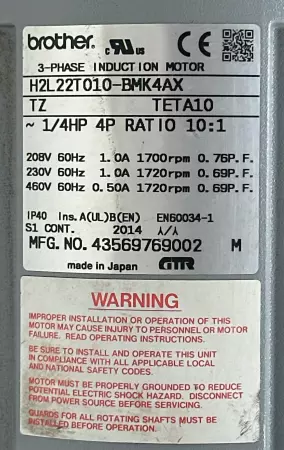 brother. c UL US CE
3-PHASE INDUCTION MOTOR
H2L22T010-BMK4AX
TZ TETA10
~ 1/4HP 4P RATIO 10:1
208V 60Hz 1.0A 1700rpm 0.76P.F.
230V 60Hz 1.0A 1720rpm 0.69P.F.
460V 60Hz 0.50A 1720rpm 0.69P.F.
IP40 Ins.A(UL)B(EN) EN60034-1
S1 CONT. 2014 ⅄/⅄
MFG.NO.43569769002 M
made in Japan GTR
WARNING
IMPROPER INSTALLATION OR OPERATION OF THIS
MOTOR MAY CAUSE INJURY TO PERSONNEL OR MOTOR
FAILURE. READ OPERATING INSTRUCTIONS.
BE SURE TO INSTALL AND OPERATE THIS UNIT
IN COMPLIANCE WITH ALL APPLICABLE LOCAL
AND NATIONAL SAFETY CODES.
MOTOR MUST BE PROPERLY GROUNDED TO REDUCE
POTENTIAL ELECTRIC SHOCK HAZARD. DISCONNECT
FROM POWER SOURCE BEFORE SERVICING.
GUARDS FOR ALL ROTATING SHAFTS MUST BE